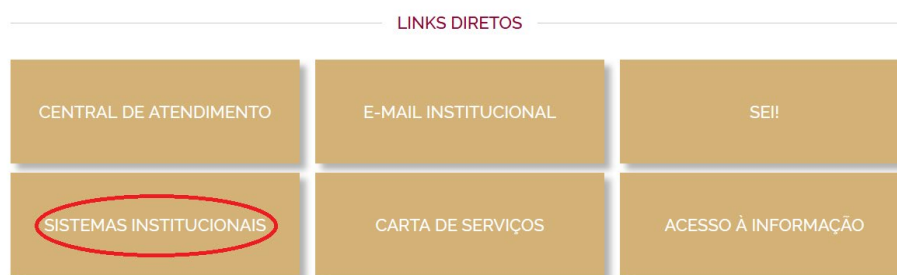 LINKS DIRETOS
CENTRAL DE ATENDIMENTO
E-MAIL INSTITUCIONAL
SEI!
SISTEMAS INSTITUCIONAIS
CARTA DE SERVIÇOS
ACESSO À INFORMAÇÃO